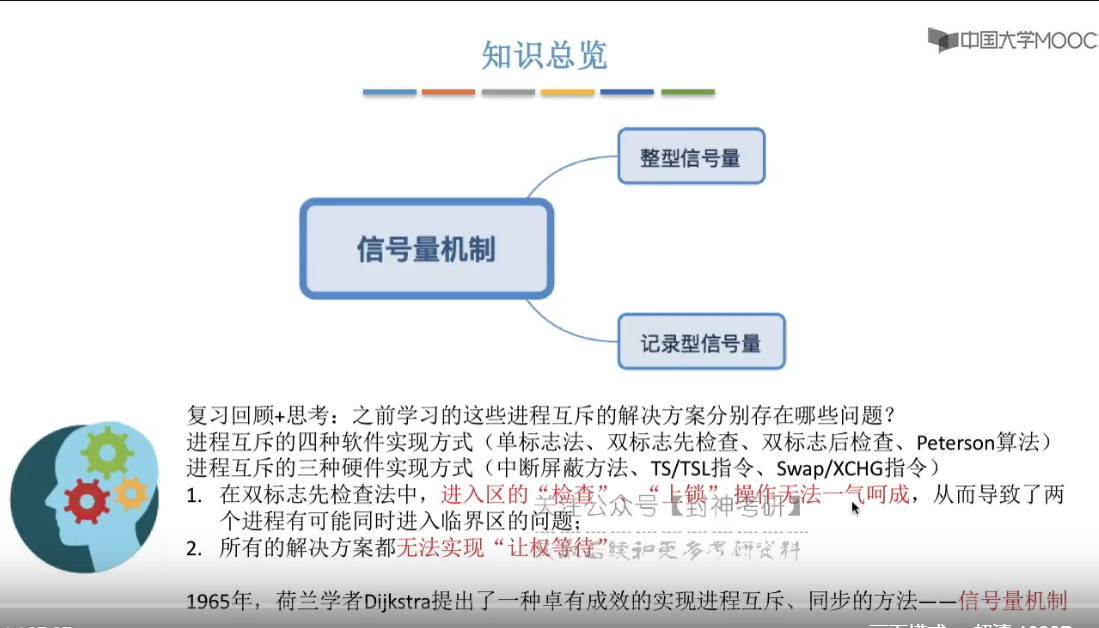 中国大学MOOC
知识总览
整型信号量
信号量机制
记录型信号量
复习回顾+思考：之前学习的这些进程互斥的解决方案分别存在哪些问题？
进程互斥的四种软件实现方式（单标志法、双标志先检查、双标志后检查、Peterson算法）
进程互斥的三种硬件实现方式（中断屏蔽方法、TS/TSL指令、Swap/XCHG指令）
1. 在双标志先检查法中，进入区的“检查”、“上锁” 操作无法一气呵成，从而导致了两
个进程有可能同时进入临界区的问题；
关注公众号【封神考研】
2. 所有的解决方案都无法实现“让权等待”
后续和更多考研资料
1965年，荷兰学者Dijkstra提出了一种卓有成效的实现进程互斥、同步的方法——信号量机制